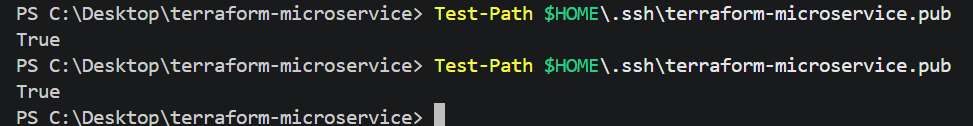 PS C:\Desktop\terraform-microservice> Test-Path $HOME\.ssh\terraform-microservice.pub
True
PS C:\Desktop\terraform-microservice> Test-Path $HOME\.ssh\terraform-microservice.pub
True
PS C:\Desktop\terraform-microservice>